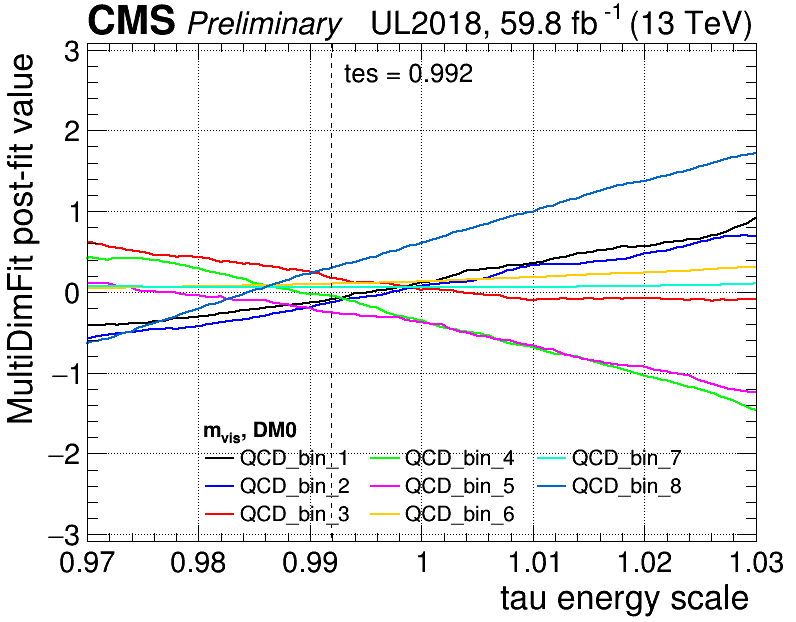 CMS Preliminary UL2018, 59.8 fb⁻¹ (13 TeV)
MultiDimFit post-fit value
3
2
1
0
−1
−2
−3
tes = 0.992
m_vis, DM0
QCD_bin_1 QCD_bin_4 QCD_bin_7
QCD_bin_2 QCD_bin_5 QCD_bin_8
QCD_bin_3 QCD_bin_6
0.97 0.98 0.99 1 1.01 1.02 1.03
tau energy scale